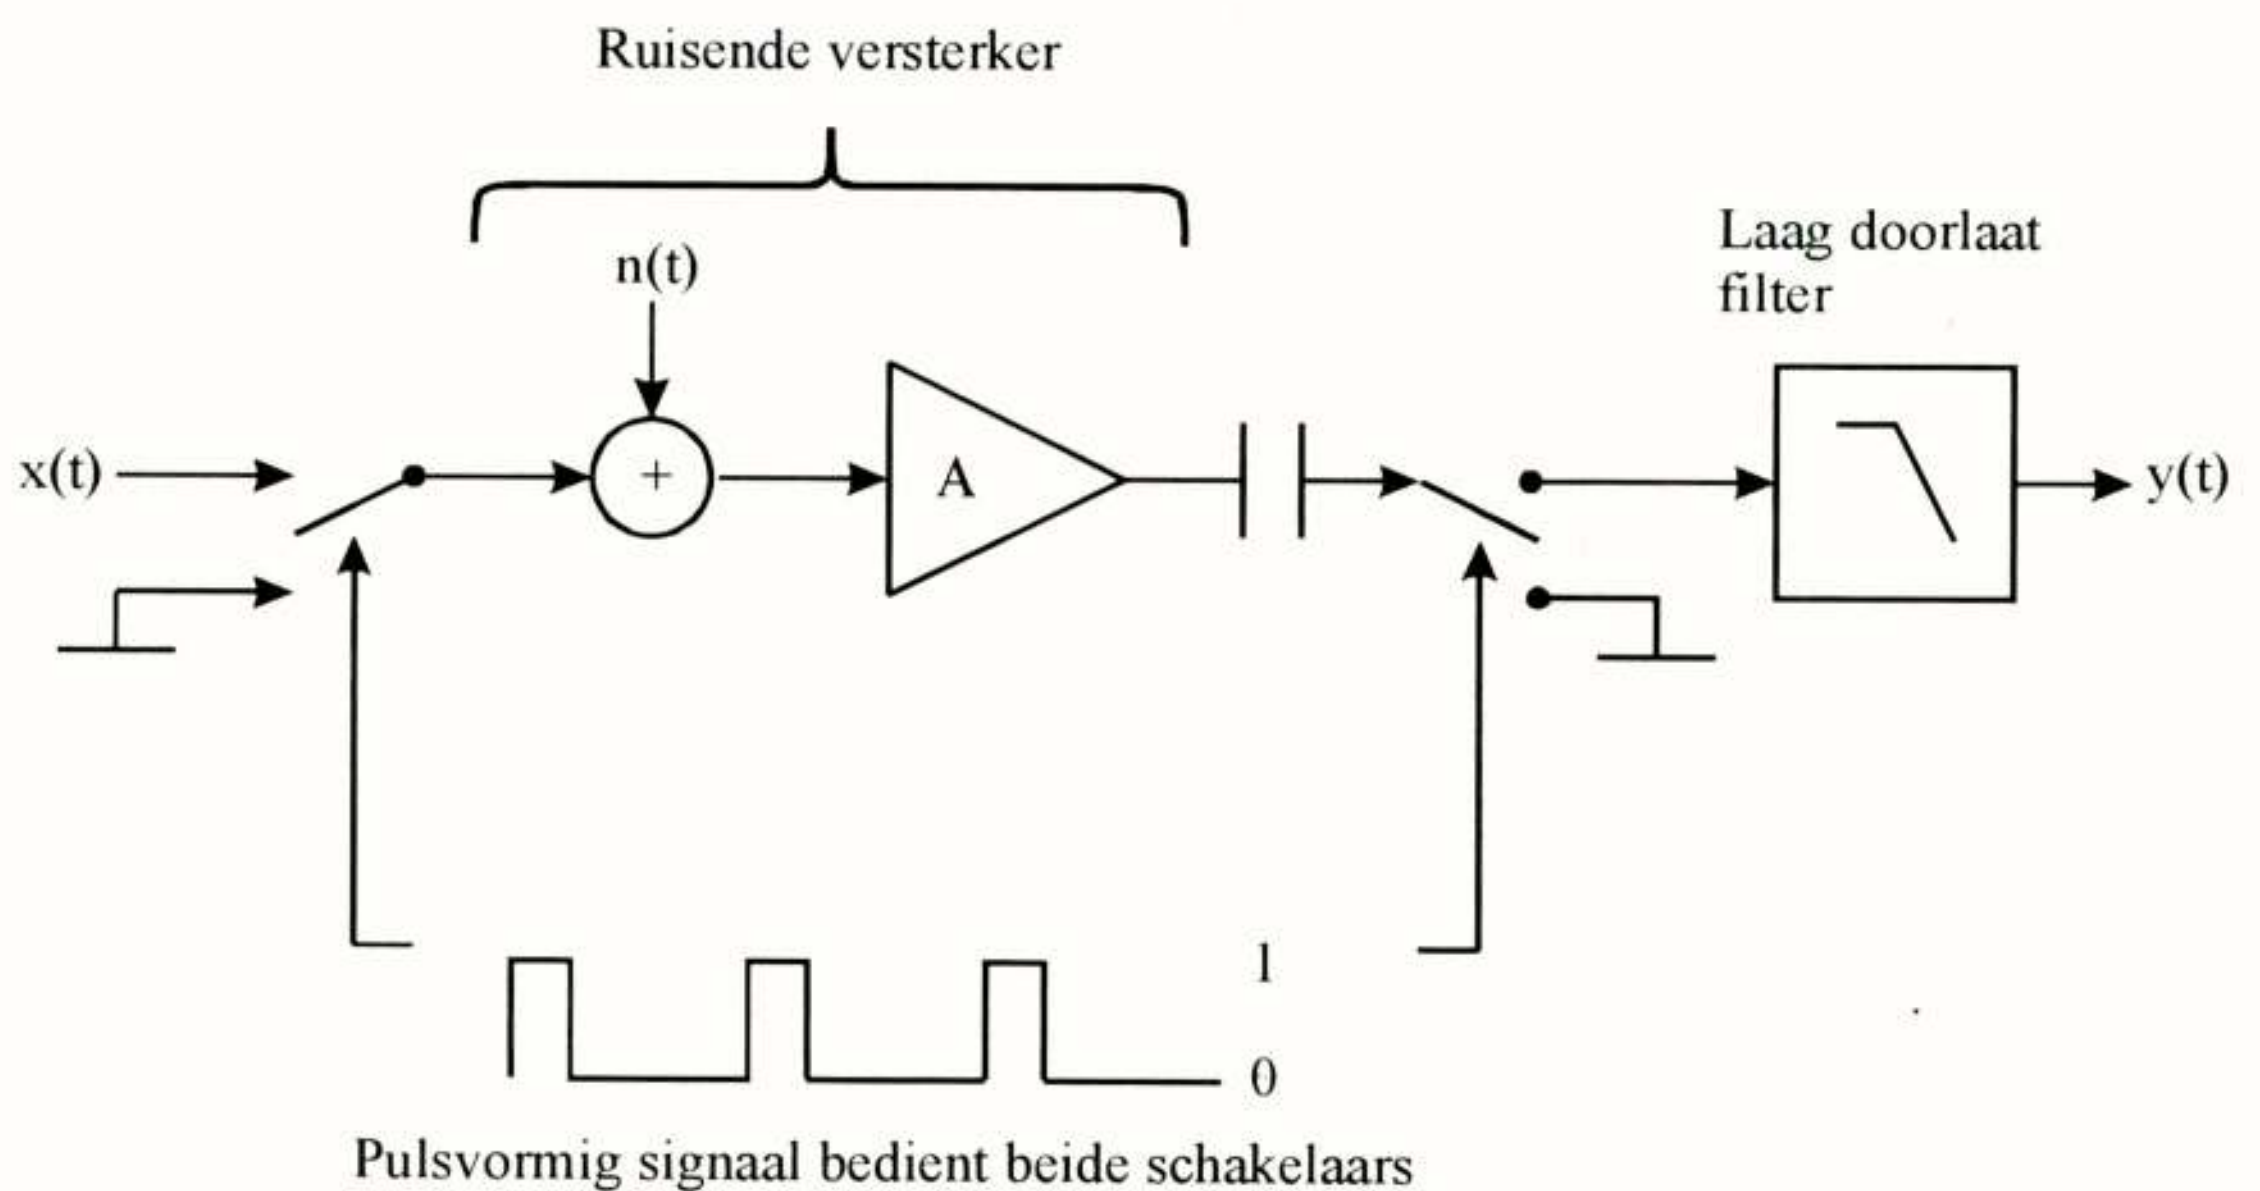 Ruisende versterker
n(t)
Laag doorlaat
filter
x(t)
+
A
y(t)
1
0
Pulsvormig signaal bedient beide schakelaars